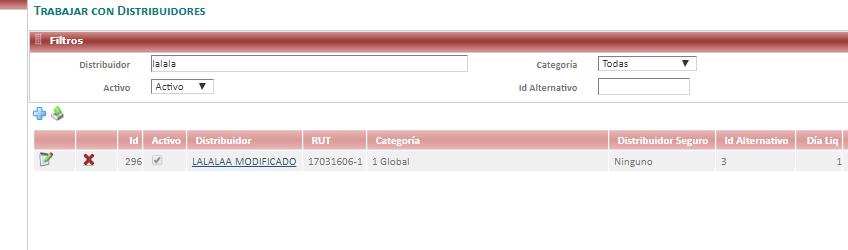 TRABAJAR CON DISTRIBUIDORES
Filtros
Distribuidor lalala Categoría Todas
Activo Activo Id Alternativo
Id Activo Distribuidor RUT Categoría Distribuidor Seguro Id Alternativo Día Liq
296 LALALAA MODIFICADO 17031606-1 1 Global Ninguno 3 1